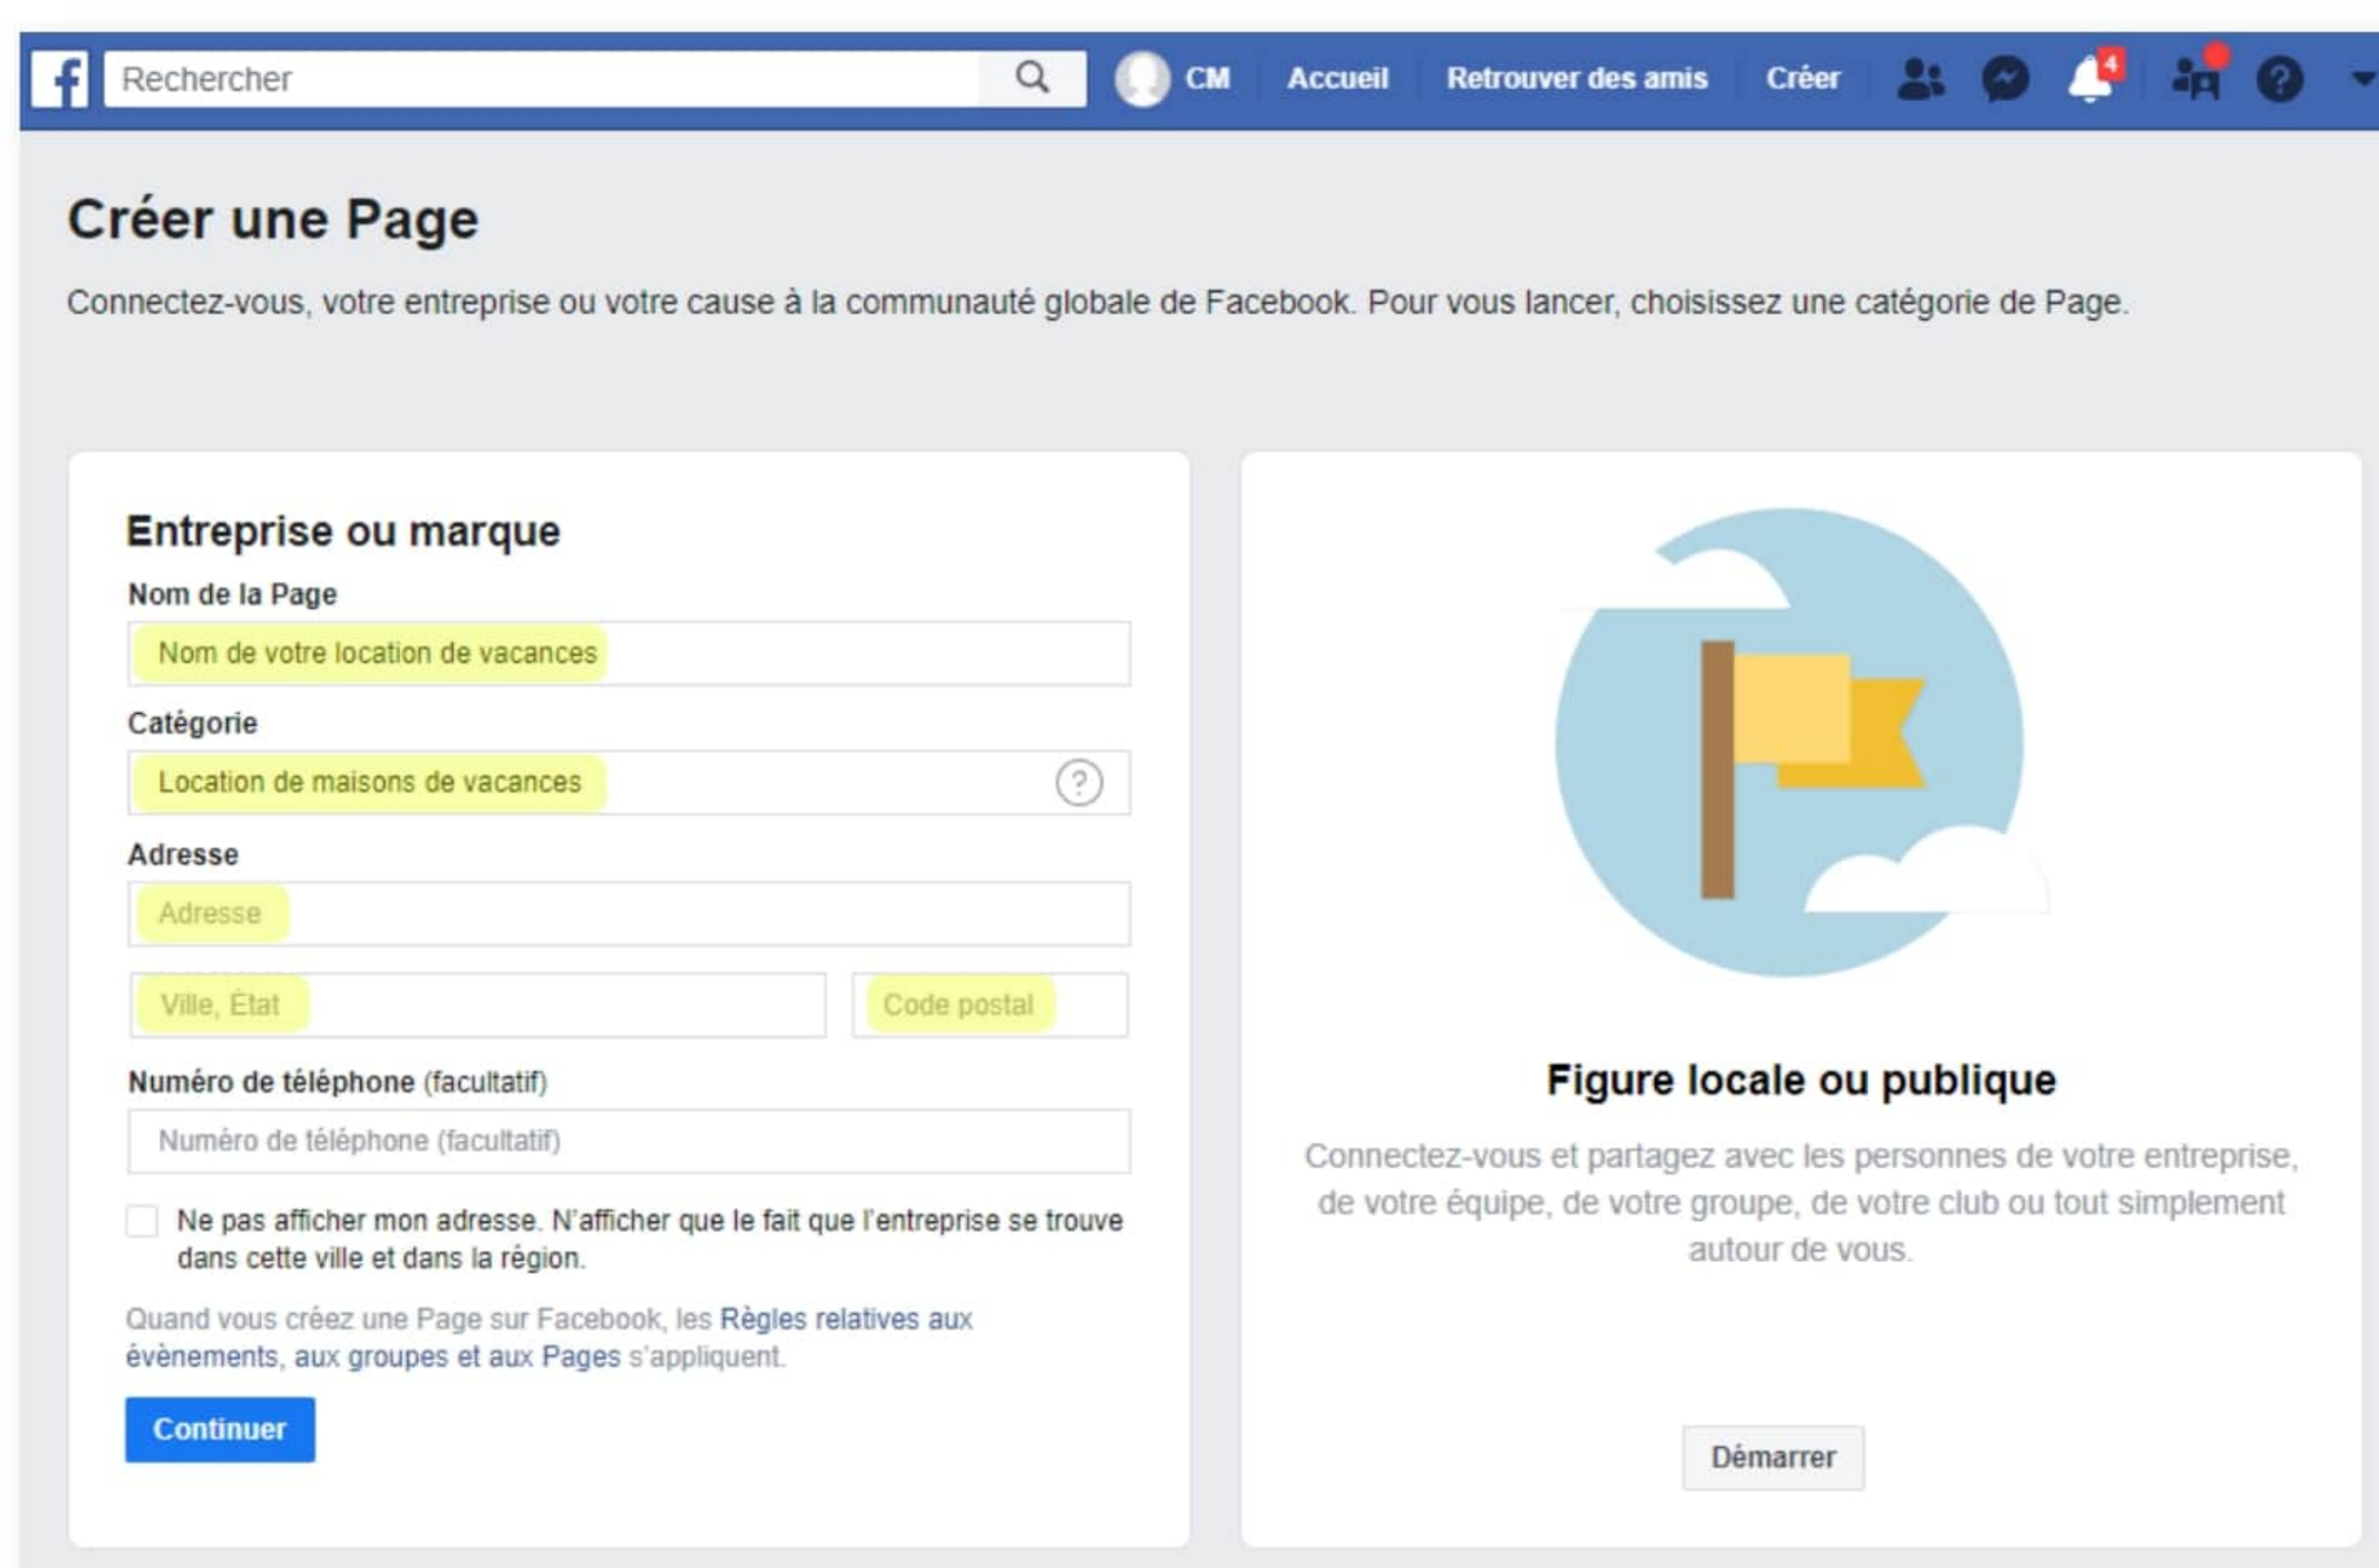 f Rechercher CM Accueil Retrouver des amis Créer 4 ?
Créer une Page
Connectez-vous, votre entreprise ou votre cause à la communauté globale de Facebook. Pour vous lancer, choisissez une catégorie de Page.
Entreprise ou marque
Nom de la Page
Nom de votre location de vacances
Catégorie
Location de maisons de vacances ?
Adresse
Adresse
Ville, État Code postal
Numéro de téléphone (facultatif)
Numéro de téléphone (facultatif)
Ne pas afficher mon adresse. N'afficher que le fait que l'entreprise se trouve
dans cette ville et dans la région.
Quand vous créez une Page sur Facebook, les Règles relatives aux
évènements, aux groupes et aux Pages s'appliquent.
Continuer
Figure locale ou publique
Connectez-vous et partagez avec les personnes de votre entreprise,
de votre équipe, de votre groupe, de votre club ou tout simplement
autour de vous.
Démarrer